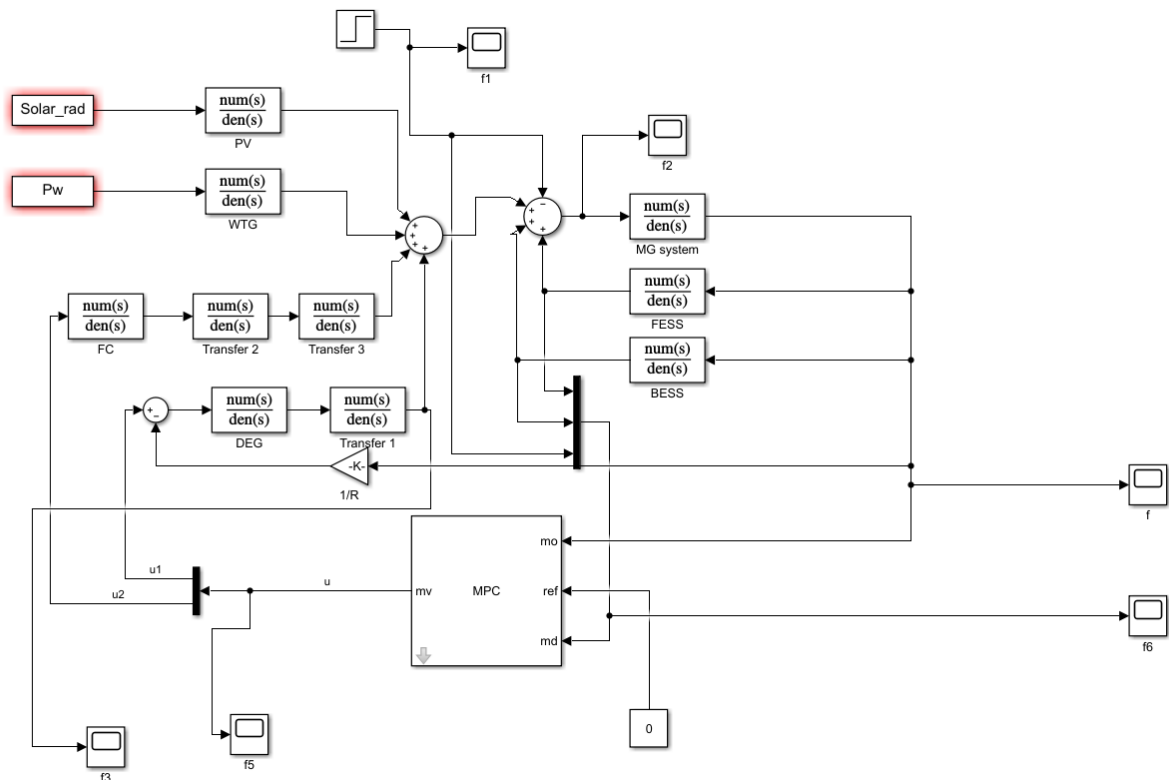 f1
Solar_rad
num(s)
den(s)
PV
f2
Pw
num(s)
den(s)
WTG
+
+
+
+
−
+
+
+
num(s)
den(s)
MG system
num(s)
den(s)
FESS
num(s)
den(s)
FC
num(s)
den(s)
Transfer 2
num(s)
den(s)
Transfer 3
num(s)
den(s)
BESS
+
−
num(s)
den(s)
DEG
num(s)
den(s)
Transfer 1
-K-
1/R
f
mo
u1
u2
u
mv
MPC
ref
md
f6
0
f3
f5